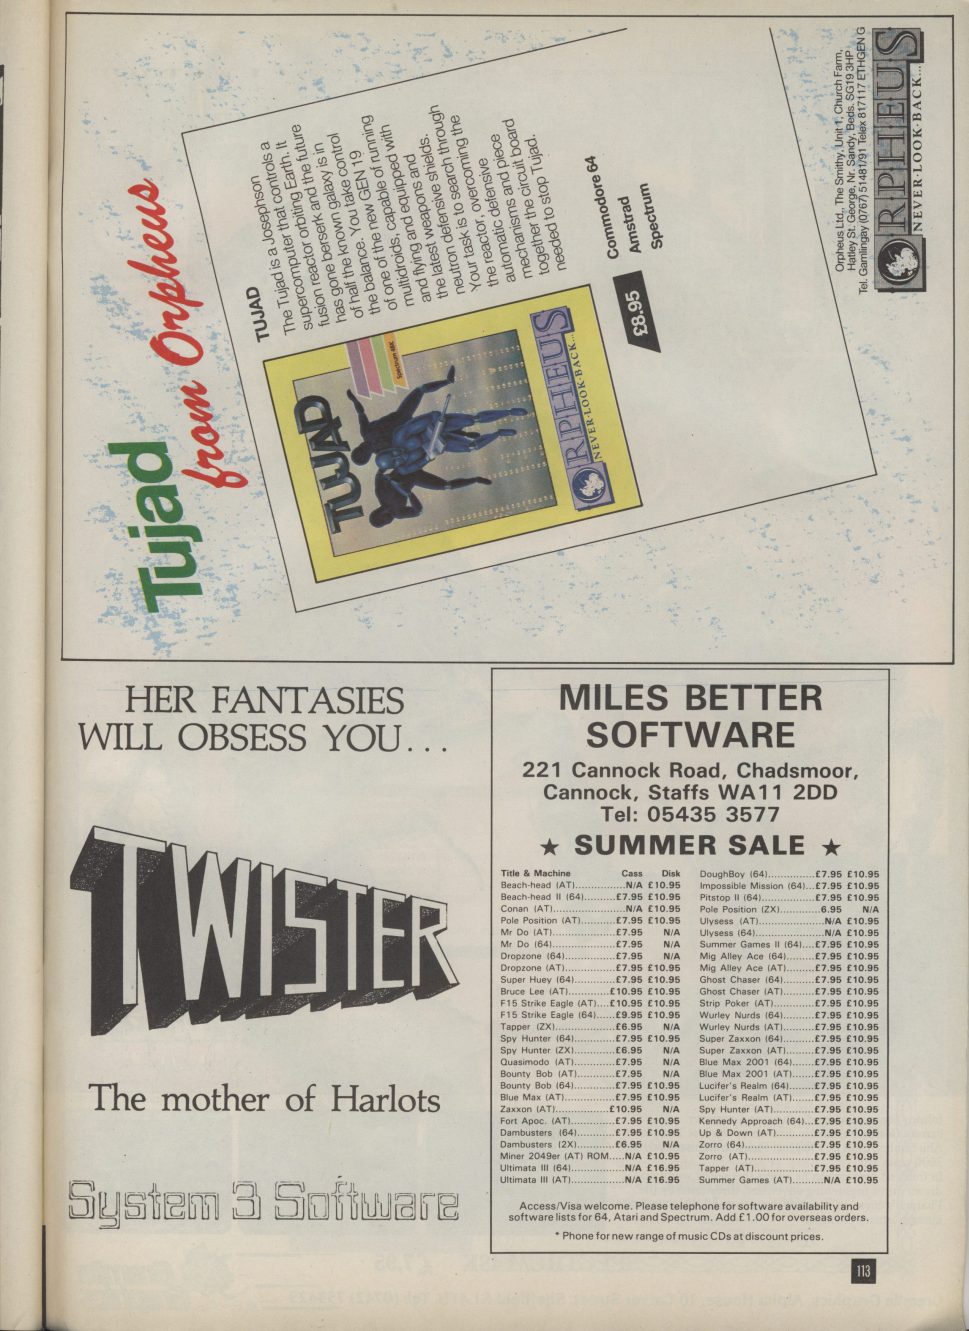 Tujad
from Orpheus
TUJAD
The Tujad is a Josephson
supercomputer that controls a
fusion reactor orbiting Earth. It
has gone berserk and the future
of half the known galaxy is in
the balance. You take control
of one of the new GEN 19
multidroids, capable of running
and flying and equipped with
the latest weapons and
neutron defensive shields.
Your task is to search through
the reactor, overcoming the
automatic defensive
mechanisms and piece
together the circuit board
needed to stop Tujad.
TUJAD
Spectrum 48K
ORPHEUS
NEVER·LOOK·BACK...
£8.95
Commodore 64
Amstrad
Spectrum
Orpheus Ltd., The Smithy, Unit 1, Church Farm,
Hatley St. George, Nr. Sandy, Beds. SG19 3HP
Tel. Gamlingay (0767) 51481/91 Telex 817117 ETHGEN G
ORPHEUS
NEVER·LOOK·BACK...
HER FANTASIES
WILL OBSESS YOU...
TWISTER
The mother of Harlots
System 3 Software
MILES BETTER
SOFTWARE
221 Cannock Road, Chadsmoor,
Cannock, Staffs WA11 2DD
Tel: 05435 3577
★ SUMMER SALE ★
Title & Machine Cass Disk
Beach-head (AT)................N/A £10.95
Beach-head II (64).........£7.95 £10.95
Conan (AT).......................N/A £10.95
Pole Position (AT)..........£7.95 £10.95
Mr Do (AT)....................£7.95 N/A
Mr Do (64)....................£7.95 N/A
Dropzone (64)................£7.95 N/A
Dropzone (AT)...............£7.95 £10.95
Super Huey (64).............£7.95 £10.95
Bruce Lee (AT).............£10.95 £10.95
F15 Strike Eagle (AT)....£10.95 £10.95
F15 Strike Eagle (64)......£9.95 £10.95
Tapper (ZX)...................£6.95 N/A
Spy Hunter (64).............£7.95 £10.95
Spy Hunter (ZX).............£6.95 N/A
Quasimodo (AT).............£7.95 N/A
Bounty Bob (AT).............£7.95 N/A
Bounty Bob (64).............£7.95 £10.95
Blue Max (AT)................£7.95 £10.95
Zaxxon (AT).................£10.95 N/A
Fort Apoc. (AT)..............£7.95 £10.95
Dambusters (64)............£7.95 £10.95
Dambusters (2X)............£6.95 N/A
Miner 2049er (AT) ROM.....N/A £10.95
Ultimata III (64).................N/A £16.95
Ultimata III (AT).................N/A £16.95
DoughBoy (64)...............£7.95 £10.95
Impossible Mission (64)...£7.95 £10.95
Pitstop II (64).................£7.95 £10.95
Pole Position (ZX)............6.95 N/A
Ulysess (AT)....................N/A £10.95
Ulysess (64).....................N/A £10.95
Summer Games II (64)....£7.95 £10.95
Mig Alley Ace (64)..........£7.95 £10.95
Mig Alley Ace (AT).........£7.95 £10.95
Ghost Chaser (64)..........£7.95 £10.95
Ghost Chaser (AT)..........£7.95 £10.95
Strip Poker (AT).............£7.95 £10.95
Wurley Nurds (64)..........£7.95 £10.95
Wurley Nurds (AT)..........£7.95 £10.95
Super Zaxxon (64)..........£7.95 £10.95
Super Zaxxon (AT).........£7.95 £10.95
Blue Max 2001 (64).........£7.95 £10.95
Blue Max 2001 (AT)........£7.95 £10.95
Lucifer's Realm (64)........£7.95 £10.95
Lucifer's Realm (AT).......£7.95 £10.95
Spy Hunter (AT).............£7.95 £10.95
Kennedy Approach (64)...£7.95 £10.95
Up & Down (AT).............£7.95 £10.95
Zorro (64)......................£7.95 £10.95
Zorro (AT).....................£7.95 £10.95
Tapper (AT)...................£7.95 £10.95
Summer Games (AT)..........N/A £10.95
Access/Visa welcome. Please telephone for software availability and
software lists for 64, Atari and Spectrum. Add £1.00 for overseas orders.
* Phone for new range of music CDs at discount prices.
113